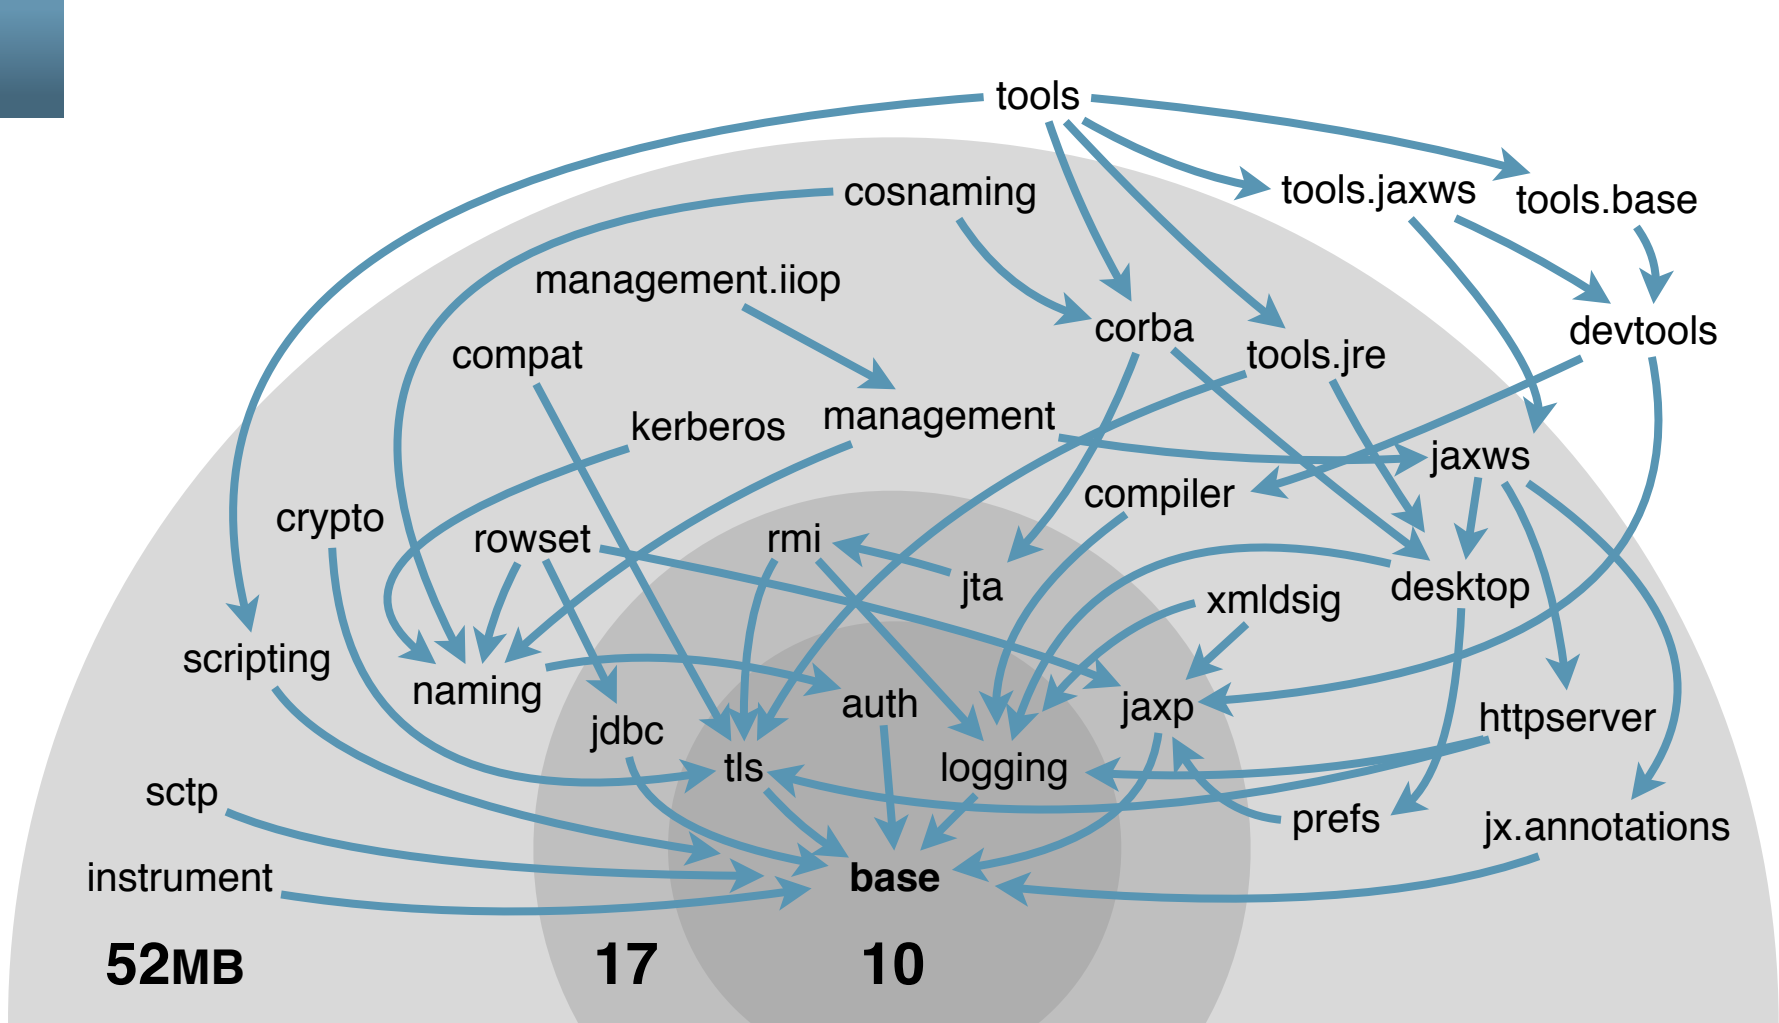 tools
cosnaming
tools.jaxws
tools.base
management.iiop
corba
devtools
compat
tools.jre
kerberos
management
jaxws
compiler
crypto
rowset
rmi
jta
xmldsig
desktop
scripting
naming
auth
jaxp
httpserver
jdbc
tls
logging
sctp
prefs
jx.annotations
instrument
base
52MB
17
10